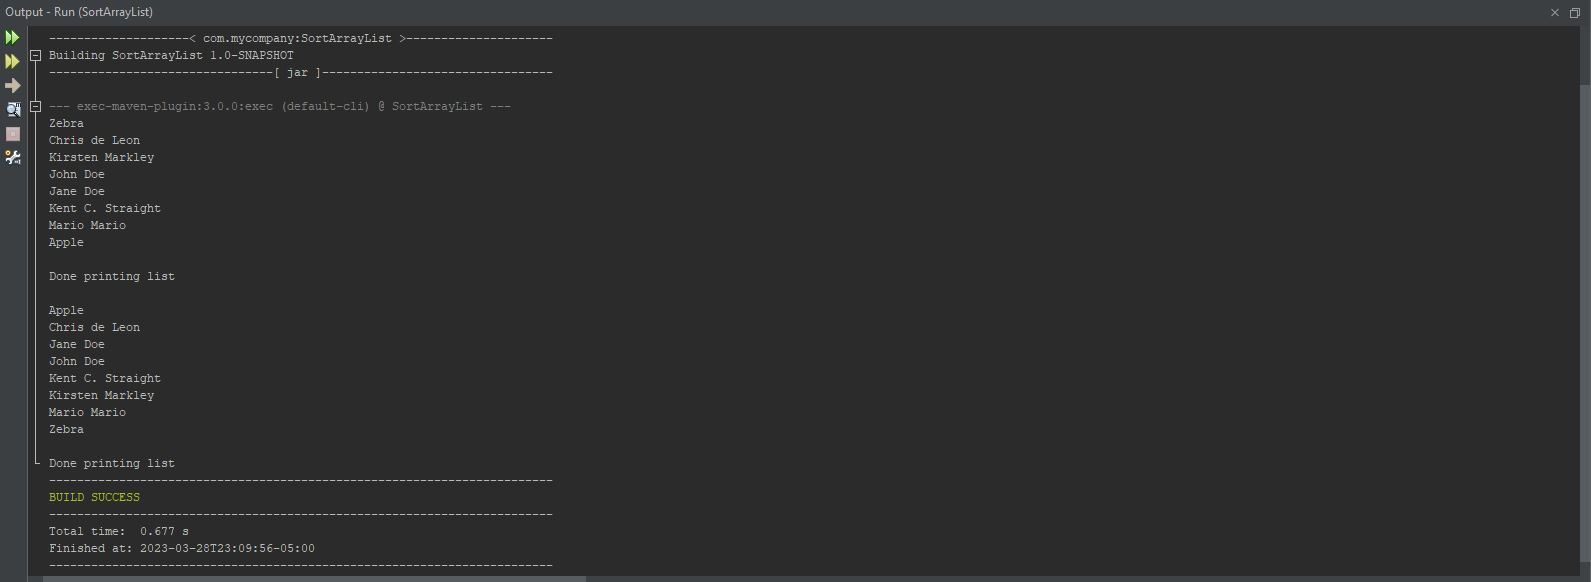 Output - Run (SortArrayList)
--------------------< com.mycompany:SortArrayList >---------------------
Building SortArrayList 1.0-SNAPSHOT
--------------------------------[ jar ]---------------------------------
--- exec-maven-plugin:3.0.0:exec (default-cli) @ SortArrayList ---
Zebra
Chris de Leon
Kirsten Markley
John Doe
Jane Doe
Kent C. Straight
Mario Mario
Apple
Done printing list
Apple
Chris de Leon
Jane Doe
John Doe
Kent C. Straight
Kirsten Markley
Mario Mario
Zebra
Done printing list
------------------------------------------------------------------------
BUILD SUCCESS
------------------------------------------------------------------------
Total time:  0.677 s
Finished at: 2023-03-28T23:09:56-05:00
------------------------------------------------------------------------